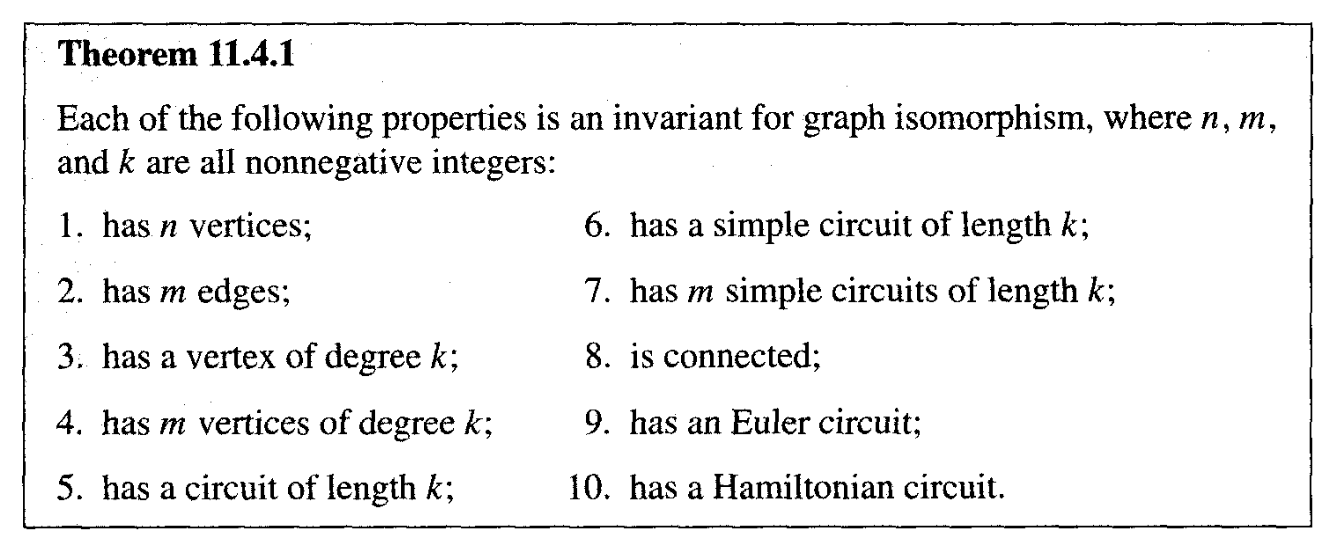 Theorem 11.4.1
Each of the following properties is an invariant for graph isomorphism, where n, m,
and k are all nonnegative integers:
1. has n vertices;
2. has m edges;
3. has a vertex of degree k;
4. has m vertices of degree k;
5. has a circuit of length k;
6. has a simple circuit of length k;
7. has m simple circuits of length k;
8. is connected;
9. has an Euler circuit;
10. has a Hamiltonian circuit.